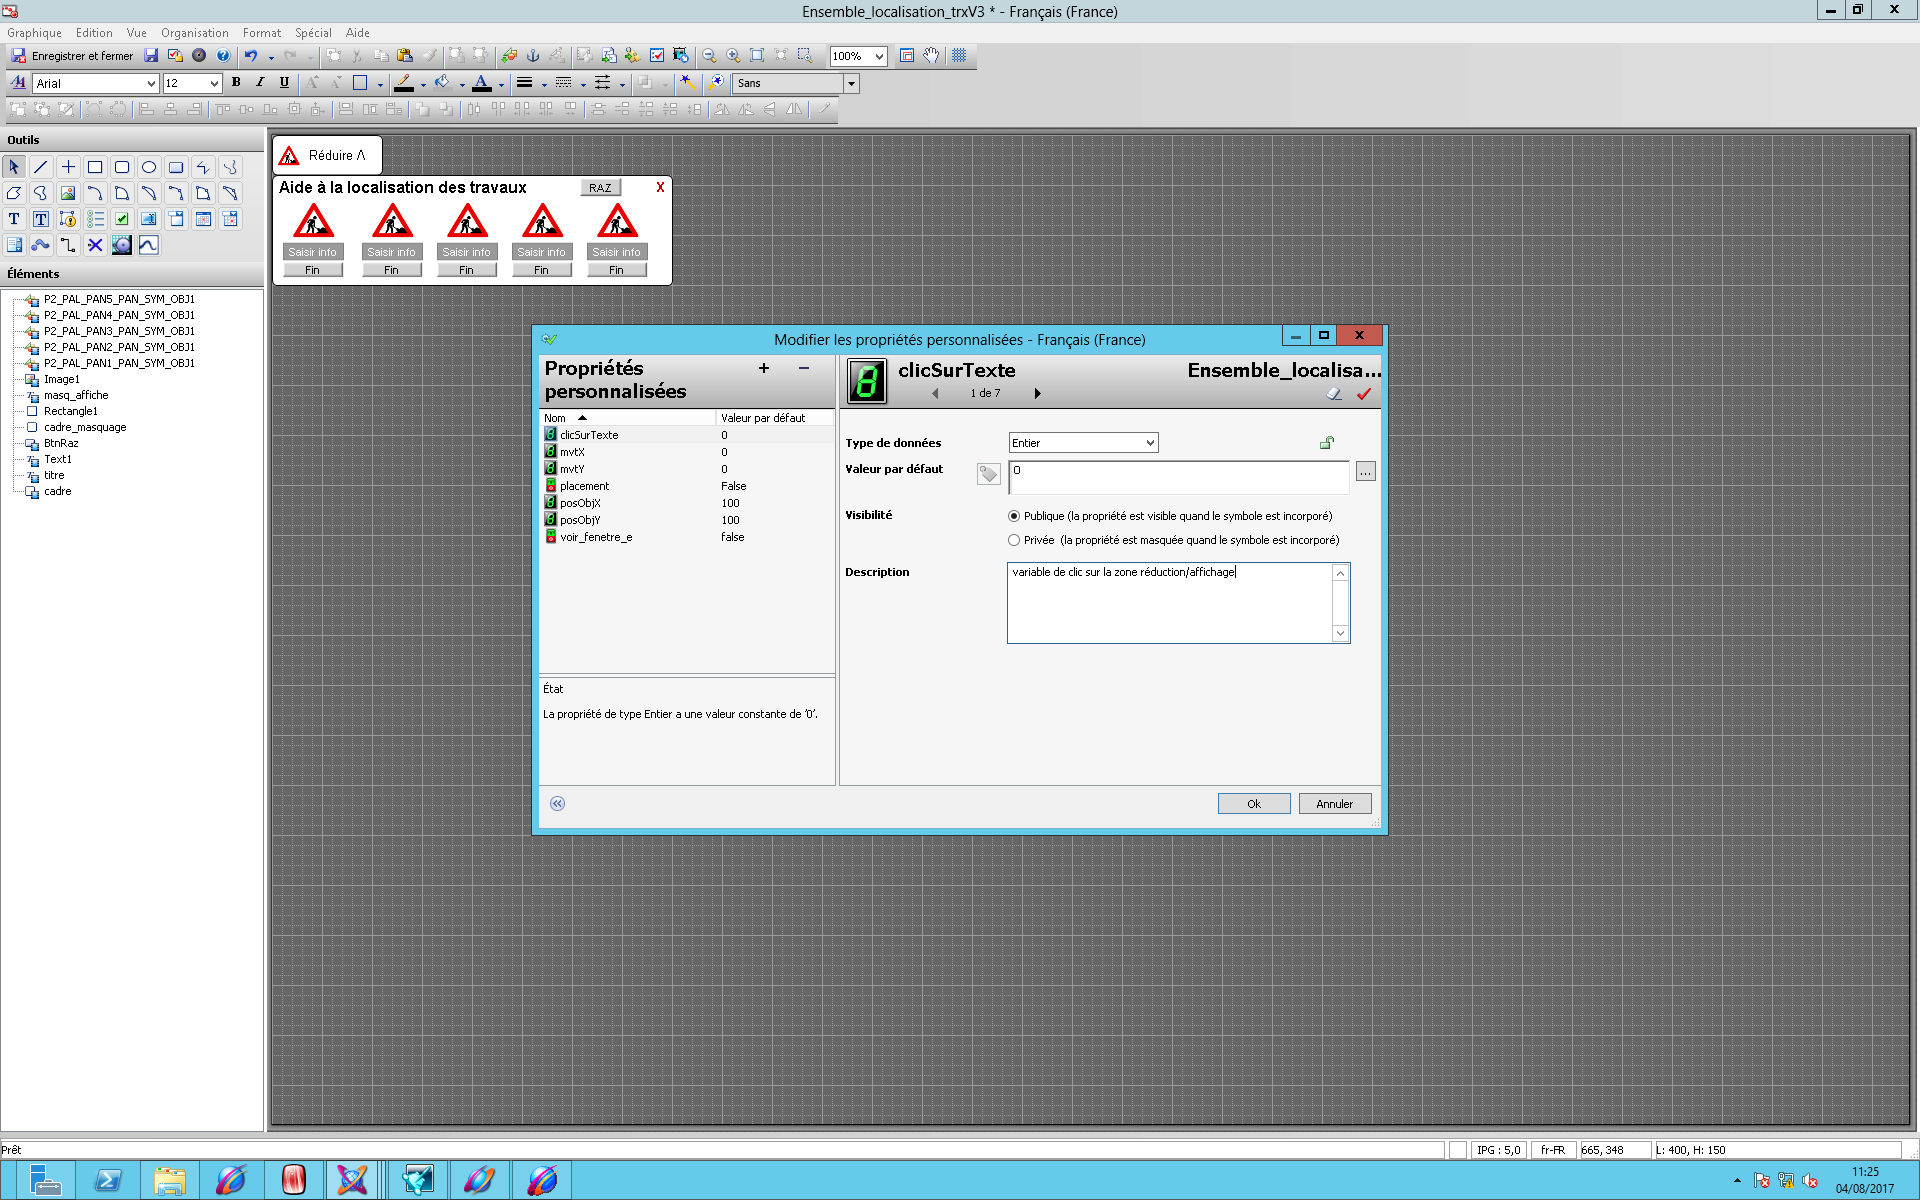 Ensemble_localisation_trxV3 * - Français (France)
Graphique Edition Vue Organisation Format Spécial Aide
Enregistrer et fermer 100%
Arial 12 B I U A Sans
Outils
Réduire Λ
Aide à la localisation des travaux RAZ X
Saisir info Saisir info Saisir info Saisir info Saisir info
Fin Fin Fin Fin Fin
T T
Éléments
P2_PAL_PAN5_PAN_SYM_OBJ1
P2_PAL_PAN4_PAN_SYM_OBJ1
P2_PAL_PAN3_PAN_SYM_OBJ1
P2_PAL_PAN2_PAN_SYM_OBJ1
P2_PAL_PAN1_PAN_SYM_OBJ1
Image1
masq_affiche
Rectangle1
cadre_masquage
BtnRaz
Text1
titre
cadre
Modifier les propriétés personnalisées - Français (France)
Propriétés personnalisées + −
Nom Valeur par défaut
clicSurTexte 0
mvtX 0
mvtY 0
placement False
posObjX 100
posObjY 100
voir_fenetre_e false
État
La propriété de type Entier a une valeur constante de '0'.
clicSurTexte Ensemble_localisa...
1 de 7
Type de données Entier
Valeur par défaut 0 ...
Visibilité Publique (la propriété est visible quand le symbole est incorporé)
Privée (la propriété est masquée quand le symbole est incorporé)
Description variable de clic sur la zone réduction/affichage
Ok Annuler
Prêt IPG : 5,0 fr-FR 665, 348 L: 400, H: 150
11:25
04/08/2017